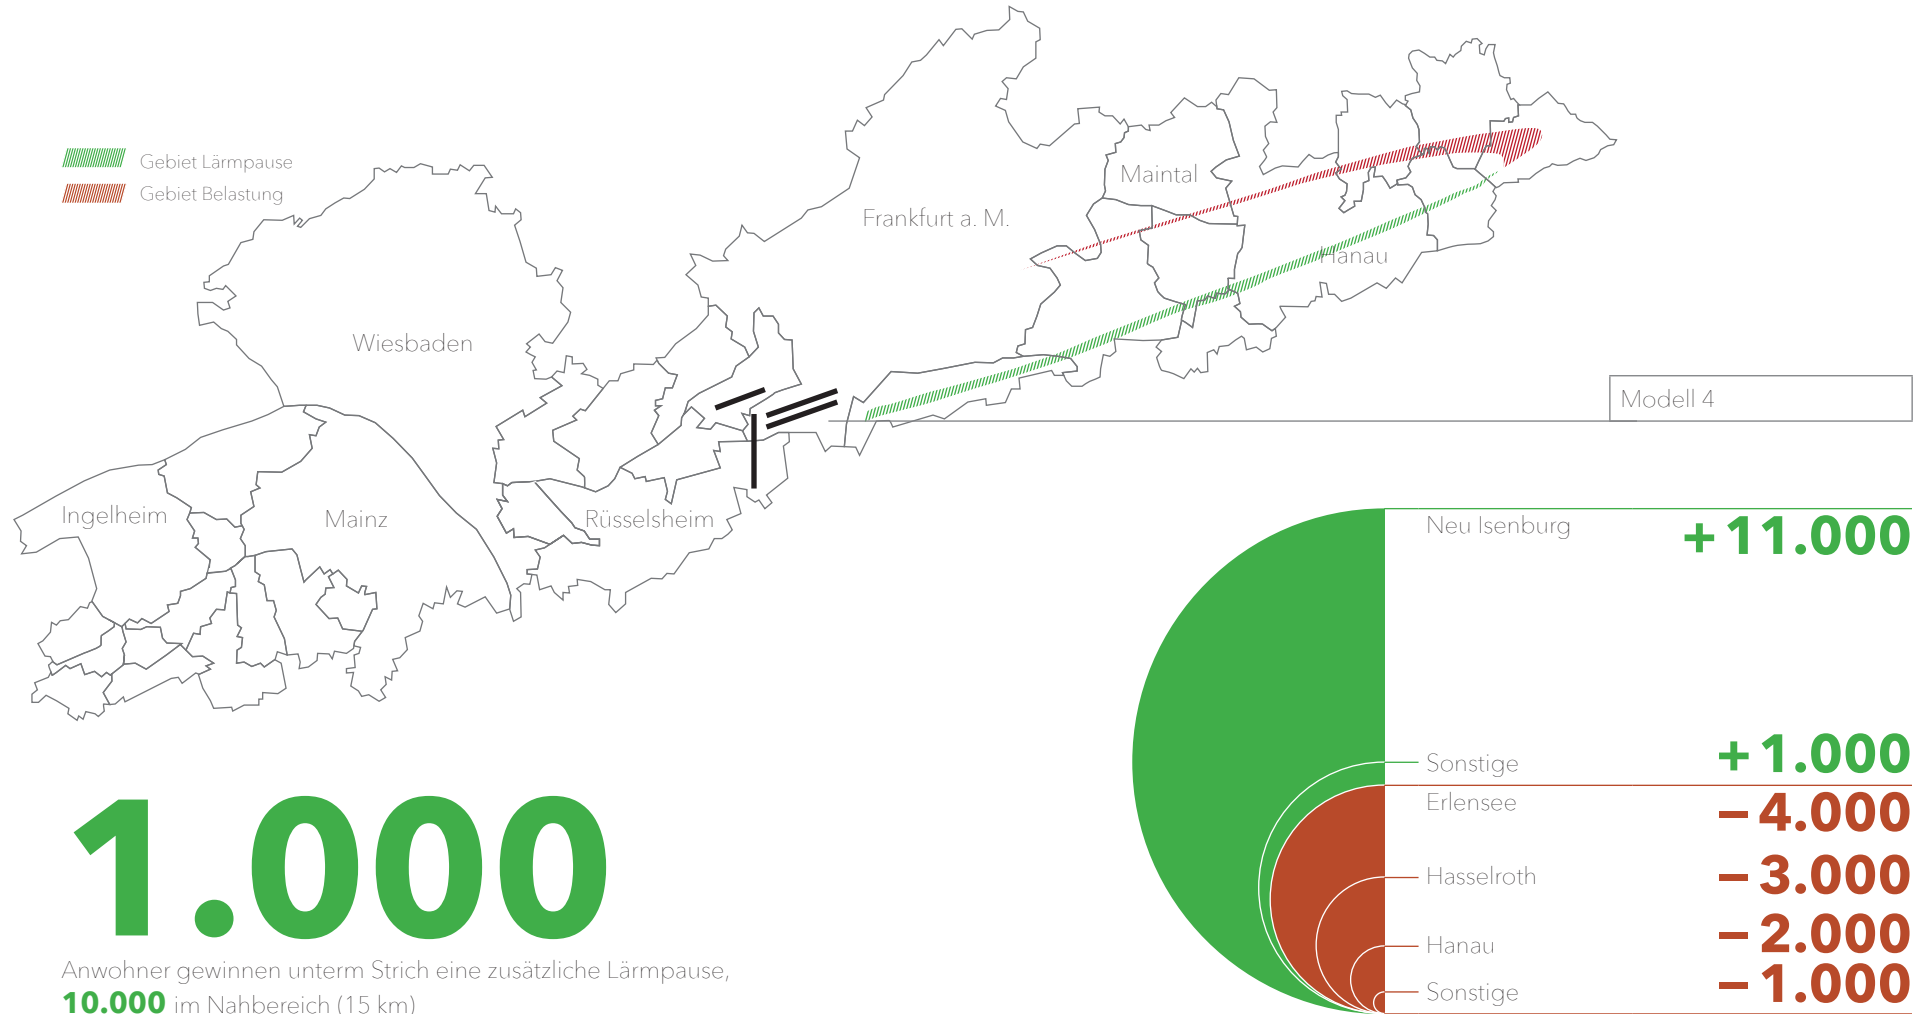 Gebiet Lärmpause
Gebiet Belastung
Maintal
Frankfurt a. M.
Hanau
Wiesbaden
Modell 4
Ingelheim
Mainz
Rüsselsheim
Neu Isenburg
+ 11.000
Sonstige
+ 1.000
Erlensee
– 4.000
Hasselroth
– 3.000
Hanau
– 2.000
Sonstige
– 1.000
1.000
Anwohner gewinnen unterm Strich eine zusätzliche Lärmpause,
10.000 im Nahbereich (15 km)